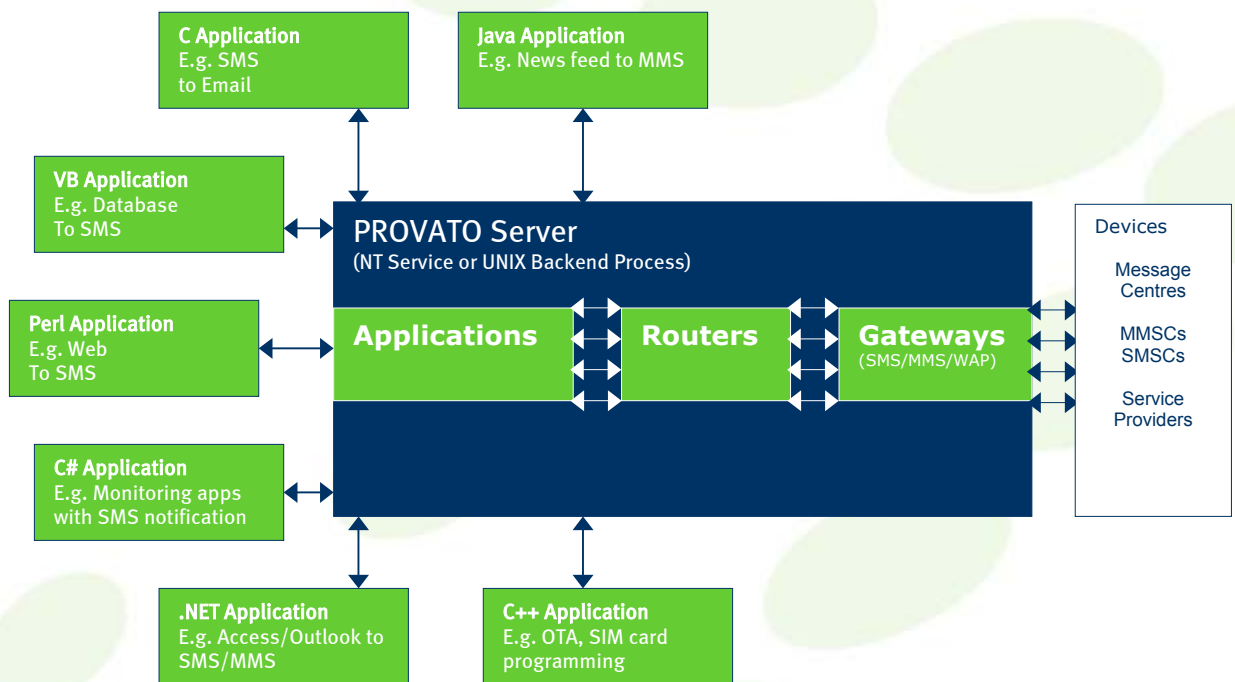 C Application
E.g. SMS
to Email
Java Application
E.g. News feed to MMS
VB Application
E.g. Database
To SMS
PROVATO Server
(NT Service or UNIX Backend Process)
Devices
Message
Centres
MMSCs
SMSCs
Service
Providers
Perl Application
E.g. Web
To SMS
Applications
Routers
Gateways
(SMS/MMS/WAP)
C# Application
E.g. Monitoring apps
with SMS notification
.NET Application
E.g. Access/Outlook to
SMS/MMS
C++ Application
E.g. OTA, SIM card
programming